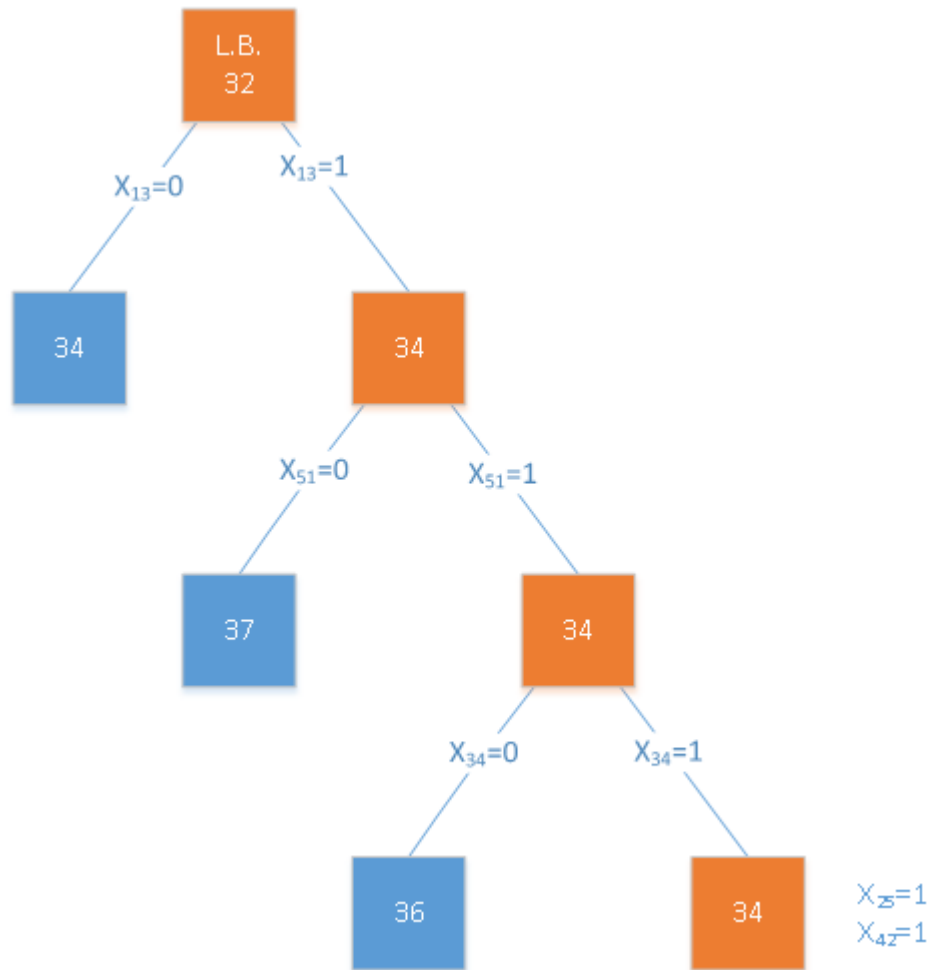 L.B.
32
X₁₃=0
X₁₃=1
34
34
X₅₁=0
X₅₁=1
37
34
X₃₄=0
X₃₄=1
36
34
X₂₅=1
X₄₂=1